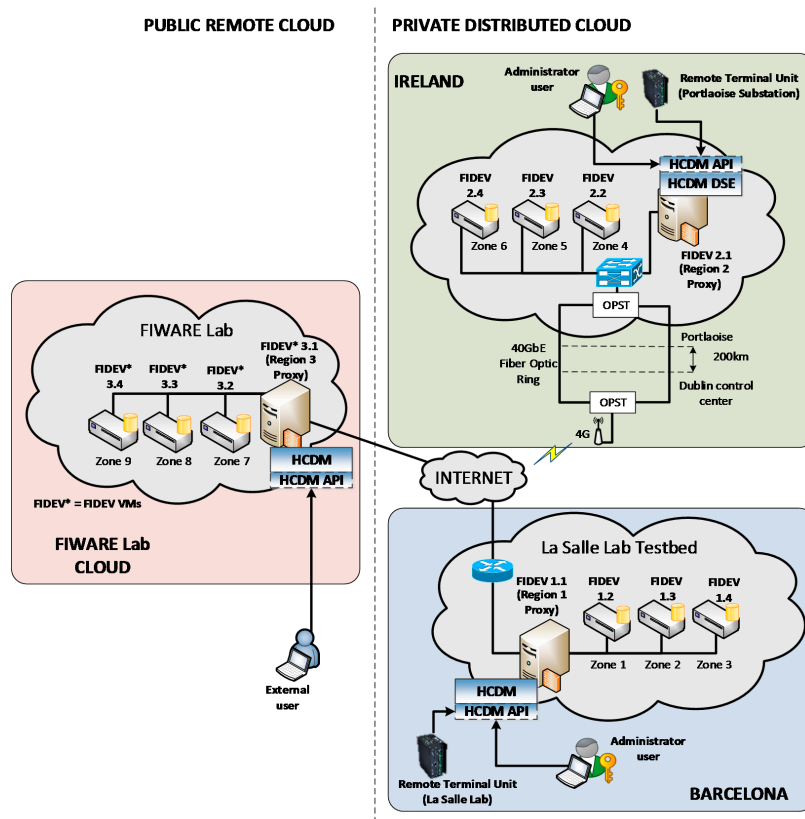 PUBLIC REMOTE CLOUD
PRIVATE DISTRIBUTED CLOUD
IRELAND
Administrator
user
Remote Terminal Unit
(Portlaoise Substation)
HCDM API
HCDM DSE
FIDEV
2.4
FIDEV
2.3
FIDEV
2.2
Zone 6
Zone 5
Zone 4
FIDEV 2.1
(Region 2
Proxy)
OPST
40GbE
Fiber Optic
Ring
Portlaoise
200km
Dublin control
center
OPST
4G
FIWARE Lab
FIDEV* 3.1
(Region 3
Proxy)
FIDEV*
3.4
FIDEV*
3.3
FIDEV*
3.2
Zone 9
Zone 8
Zone 7
HCDM
HCDM API
FIDEV* = FIDEV VMs
FIWARE Lab
CLOUD
INTERNET
External
user
La Salle Lab Testbed
FIDEV 1.1
(Region 1
Proxy)
FIDEV
1.2
FIDEV
1.3
FIDEV
1.4
Zone 1
Zone 2
Zone 3
HCDM
HCDM API
Remote Terminal Unit
(La Salle Lab)
Administrator
user
BARCELONA